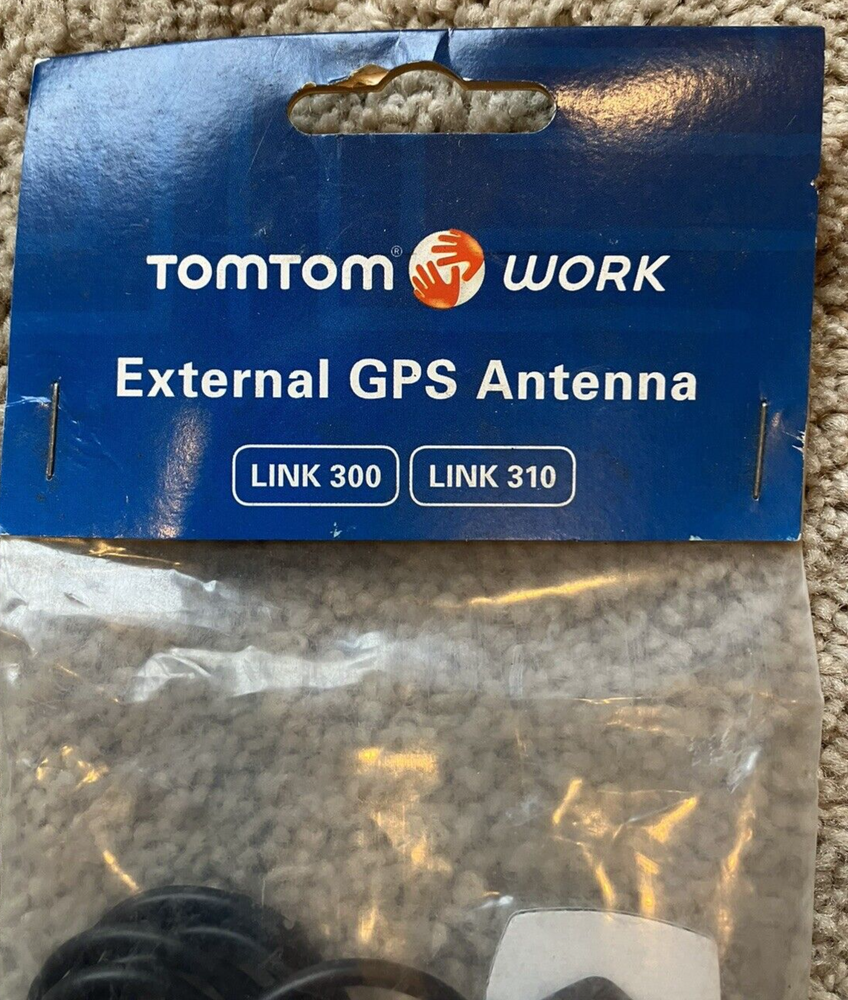 TOMTOM® WORK
External GPS Antenna
LINK 300 LINK 310